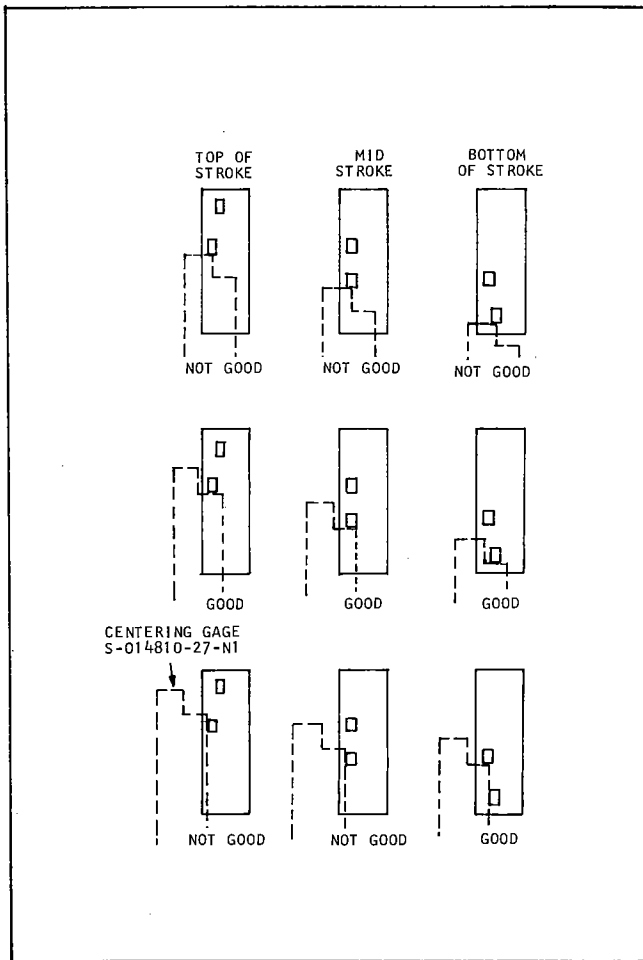 TOP OF
STROKE
MID
STROKE
BOTTOM
OF STROKE
NOT GOOD
NOT GOOD
NOT GOOD
GOOD
GOOD
GOOD
CENTERING GAGE
S-014810-27-N1
NOT GOOD
NOT GOOD
GOOD